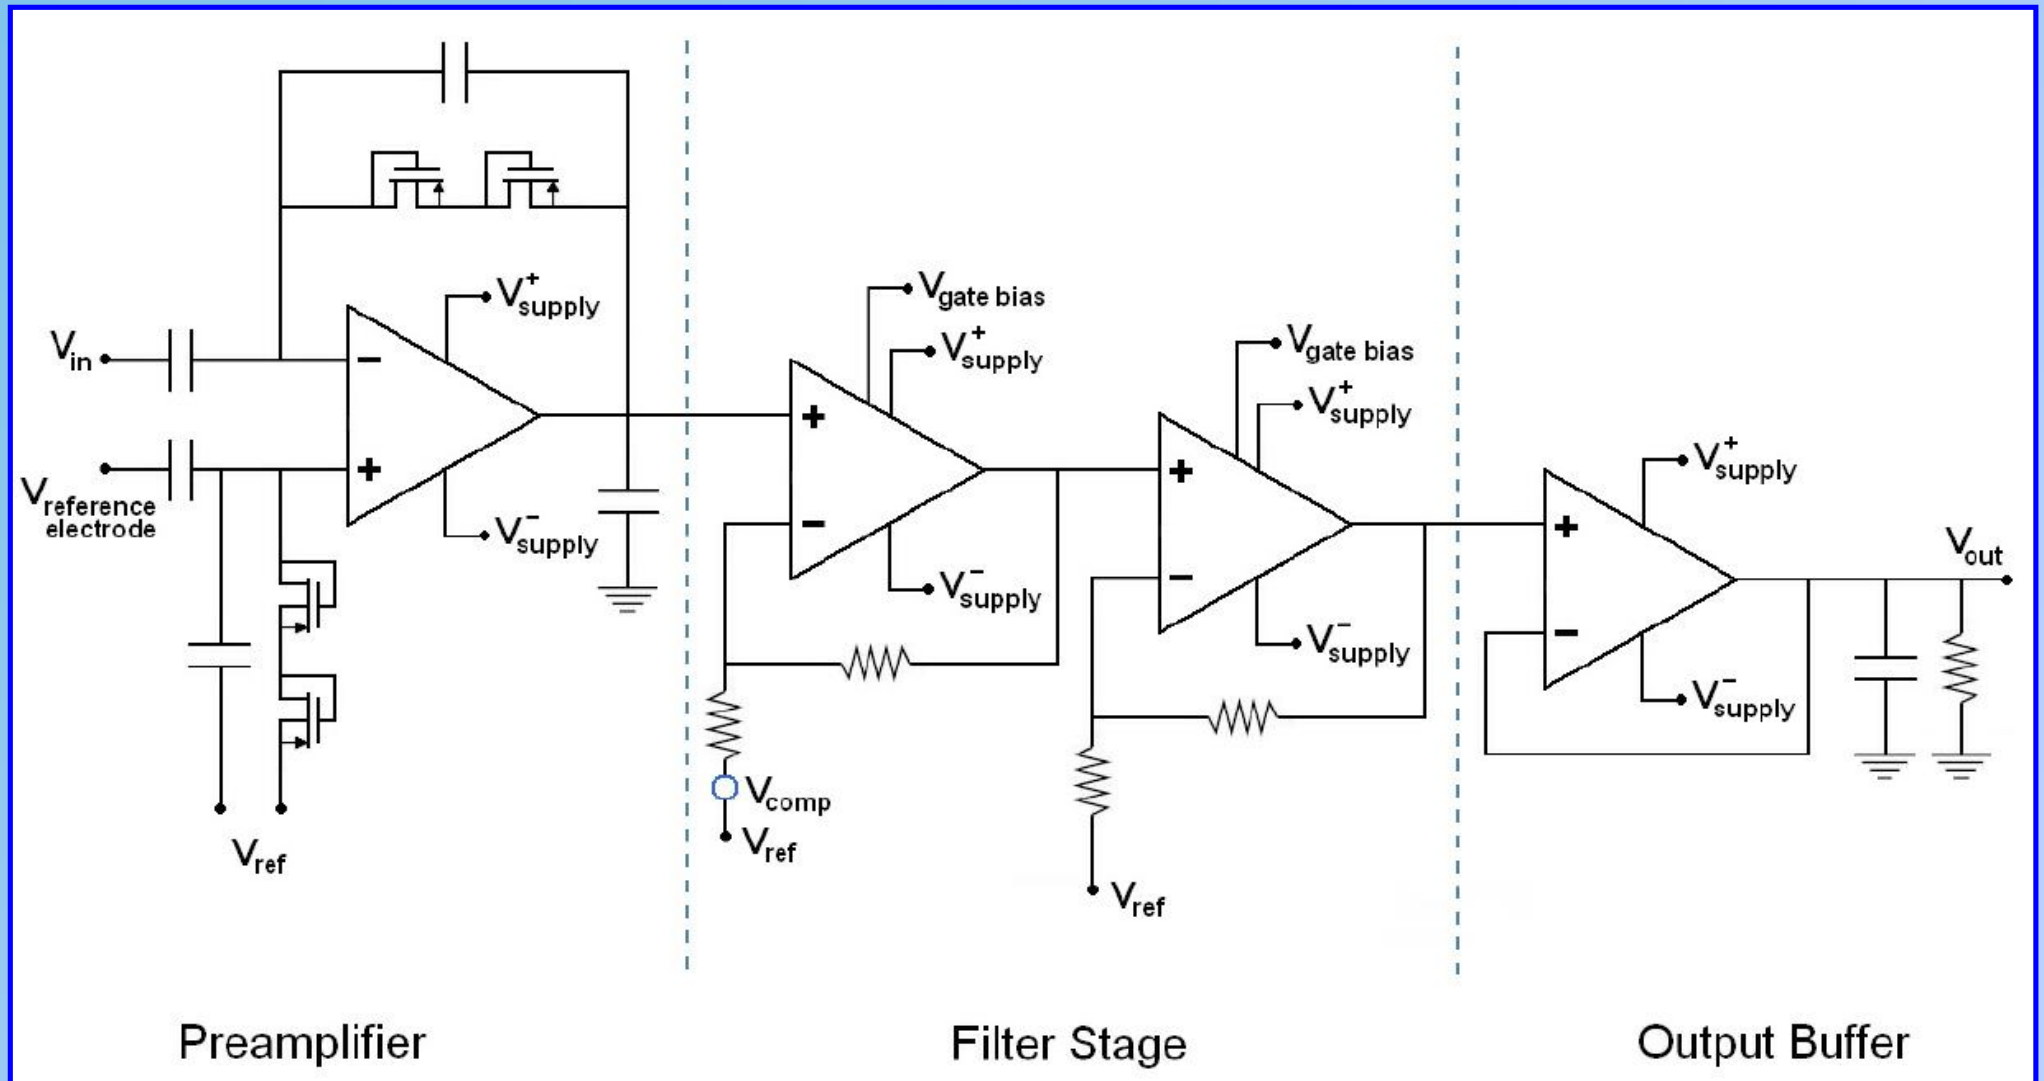 V+supply
Vin
−
Vreference
electrode
+
V−supply
Vref
Vgate bias
V+supply
+
−
V−supply
Vcomp
Vref
Vgate bias
V+supply
+
−
V−supply
Vref
V+supply
+
−
V−supply
Vout
Preamplifier
Filter Stage
Output Buffer